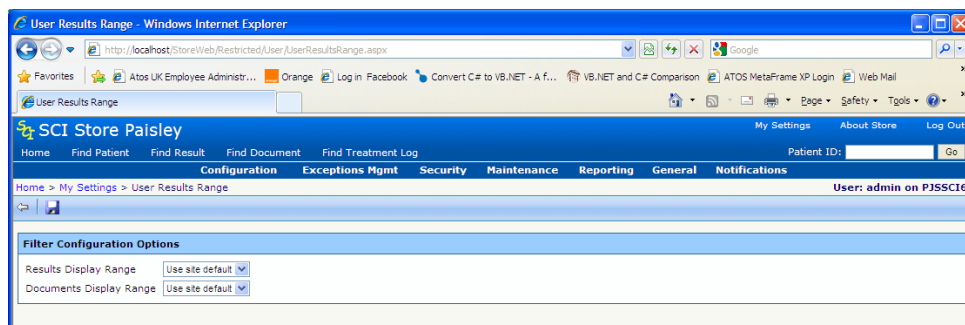 User Results Range - Windows Internet Explorer
http://localhost/StoreWeb/Restricted/User/UserResultsRange.aspx Google
Favorites Atos UK Employee Administr... Orange Log in Facebook Convert C# to VB.NET - A f... VB.NET and C# Comparison ATOS MetaFrame XP Login Web Mail
User Results Range Page Safety Tools
SCI Store Paisley My Settings About Store Log Out
Home Find Patient Find Result Find Document Find Treatment Log Patient ID: Go
Configuration Exceptions Mgmt Security Maintenance Reporting General Notifications
Home > My Settings > User Results Range User: admin on PJSSCI6
Filter Configuration Options
Results Display Range Use site default
Documents Display Range Use site default